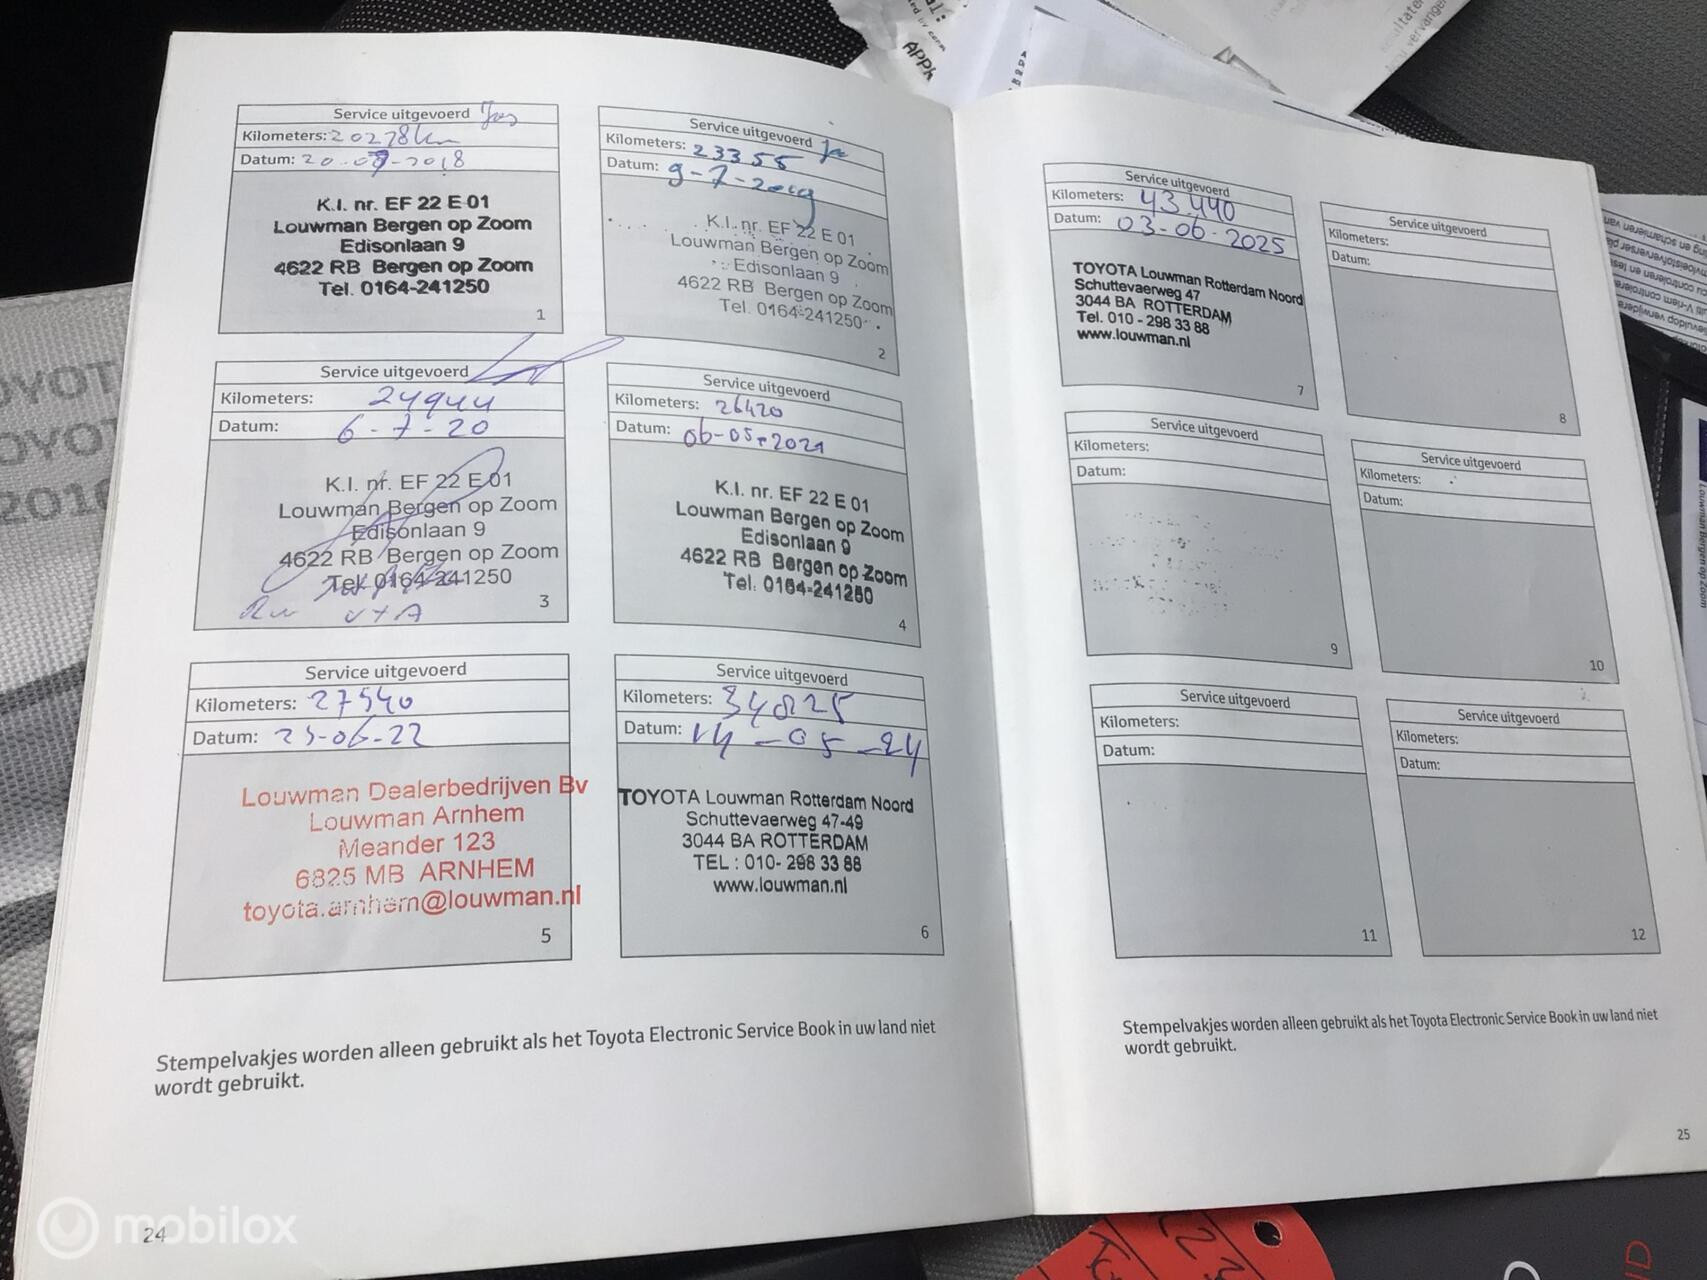 Service uitgevoerd
Kilometers: 20278km
Datum: 20-09-2018
K.I. nr. EF 22 E 01
Louwman Bergen op Zoom
Edisonlaan 9
4622 RB Bergen op Zoom
Tel. 0164-241250
1
Service uitgevoerd
Kilometers: 23355
Datum: 9-7-2019
K.I. nr. EF 22 E 01
Louwman Bergen op Zoom
Edisonlaan 9
4622 RB Bergen op Zoom
Tel. 0164-241250
2
Service uitgevoerd
Kilometers: 24944
Datum: 6-7-20
K.I. nr. EF 22 E 01
Louwman Bergen op Zoom
Edisonlaan 9
4622 RB Bergen op Zoom
Tel. 0164-241250
3
Service uitgevoerd
Kilometers: 26420
Datum: 06-05-2021
K.I. nr. EF 22 E 01
Louwman Bergen op Zoom
Edisonlaan 9
4622 RB Bergen op Zoom
Tel. 0164-241250
4
Service uitgevoerd
Kilometers: 27540
Datum: 23-06-22
Louwman Dealerbedrijven Bv
Louwman Arnhem
Meander 123
6825 MB ARNHEM
toyota.arnhem@louwman.nl
5
Service uitgevoerd
Kilometers: 34825
Datum: 14-05-24
TOYOTA Louwman Rotterdam Noord
Schuttevaerweg 47-49
3044 BA ROTTERDAM
TEL : 010- 298 33 88
www.louwman.nl
6
Stempelvakjes worden alleen gebruikt als het Toyota Electronic Service Book in uw land niet
wordt gebruikt.
24
Service uitgevoerd
Kilometers: 43.440
Datum: 03-06-2025
TOYOTA Louwman Rotterdam Noord
Schuttevaerweg 47
3044 BA ROTTERDAM
Tel. 010 - 298 33 88
www.louwman.nl
7
Service uitgevoerd
Kilometers:
Datum:
8
Service uitgevoerd
Kilometers:
Datum:
9
Service uitgevoerd
Kilometers:
Datum:
10
Service uitgevoerd
Kilometers:
Datum:
11
Service uitgevoerd
Kilometers:
Datum:
12
Stempelvakjes worden alleen gebruikt als het Toyota Electronic Service Book in uw land niet
wordt gebruikt.
25
Louwman Bergen op Zoom
mobilox